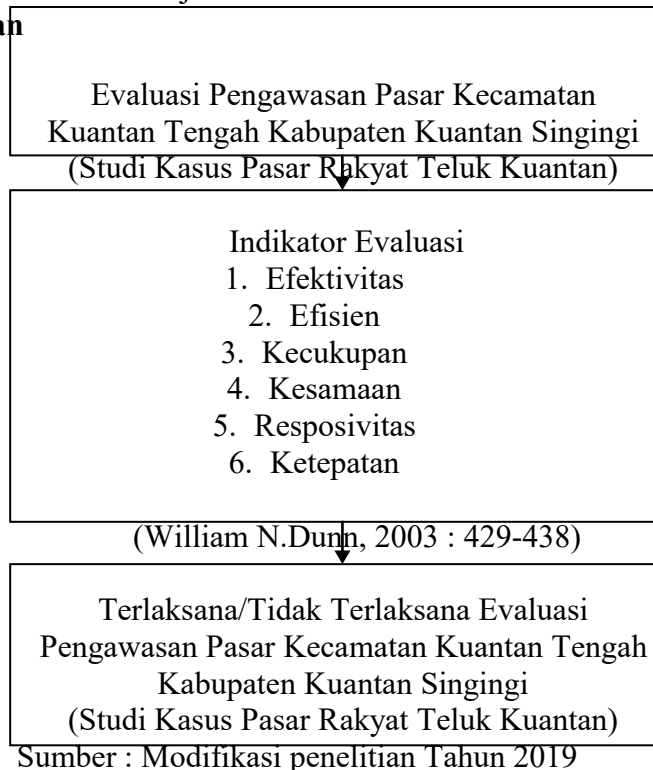 an
Evaluasi Pengawasan Pasar Kecamatan
Kuantan Tengah Kabupaten Kuantan Singingi
(Studi Kasus Pasar Rakyat Teluk Kuantan)
Indikator Evaluasi
1. Efektivitas
2. Efisien
3. Kecukupan
4. Kesamaan
5. Resposivitas
6. Ketepatan
(William N.Dunn, 2003 : 429-438)
Terlaksana/Tidak Terlaksana Evaluasi
Pengawasan Pasar Kecamatan Kuantan Tengah
Kabupaten Kuantan Singingi
(Studi Kasus Pasar Rakyat Teluk Kuantan)
Sumber : Modifikasi penelitian Tahun 2019